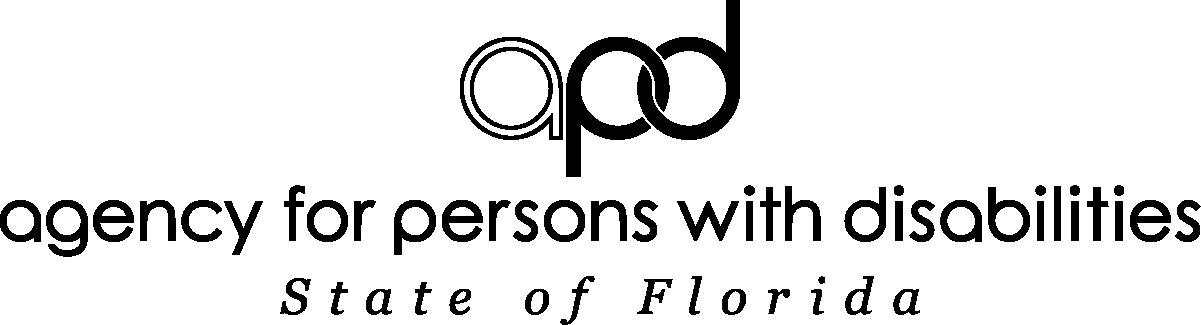 apd
agency for persons with disabilities
State of Florida